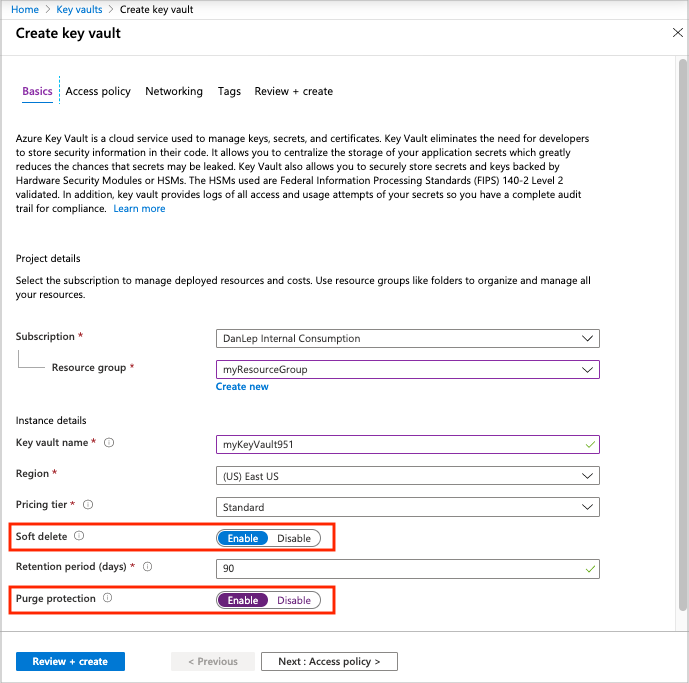 Home > Key vaults > Create key vault
Create key vault
Basics Access policy Networking Tags Review + create
Azure Key Vault is a cloud service used to manage keys, secrets, and certificates. Key Vault eliminates the need for developers
to store security information in their code. It allows you to centralize the storage of your application secrets which greatly
reduces the chances that secrets may be leaked. Key Vault also allows you to securely store secrets and keys backed by
Hardware Security Modules or HSMs. The HSMs used are Federal Information Processing Standards (FIPS) 140-2 Level 2
validated. In addition, key vault provides logs of all access and usage attempts of your secrets so you have a complete audit
trail for compliance. Learn more
Project details
Select the subscription to manage deployed resources and costs. Use resource groups like folders to organize and manage all
your resources.
Subscription * DanLep Internal Consumption
Resource group * myResourceGroup
Create new
Instance details
Key vault name * myKeyVault951
Region * (US) East US
Pricing tier * Standard
Soft delete Enable Disable
Retention period (days) * 90
Purge protection Enable Disable
Review + create < Previous Next : Access policy >